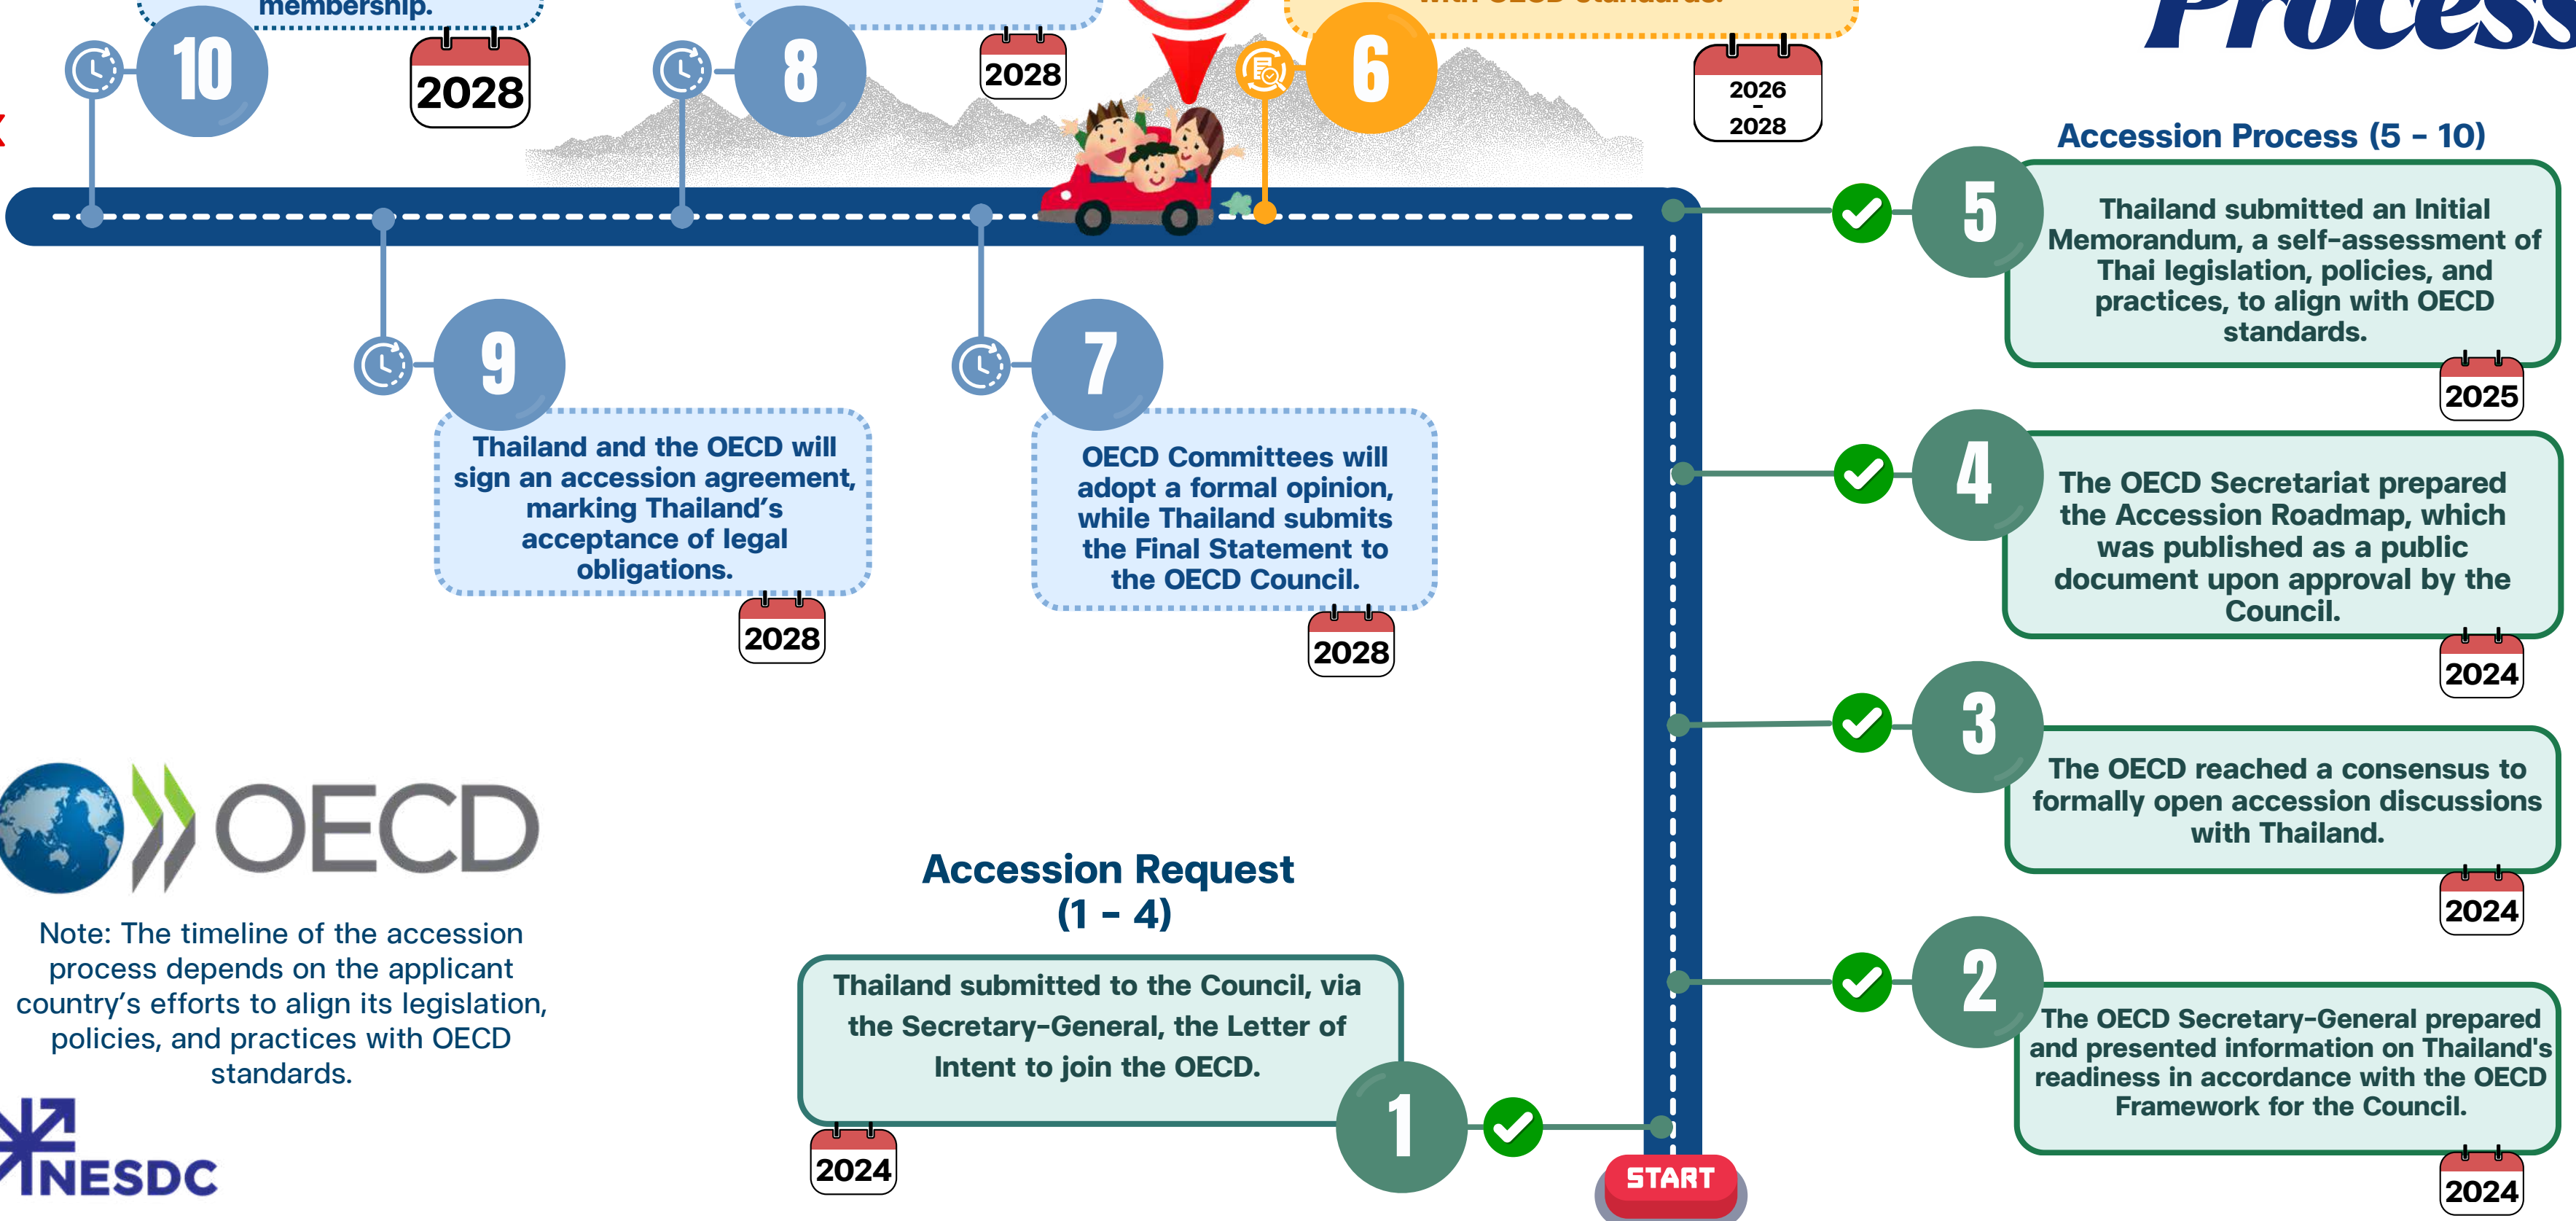 membership.
with OECD standards.
Process
10
2028
8
2028
6
2026
–
2028
Accession Process (5 – 10)
5
Thailand submitted an Initial
Memorandum, a self-assessment of
Thai legislation, policies, and
practices, to align with OECD
standards.
2025
9
Thailand and the OECD will
sign an accession agreement,
marking Thailand's
acceptance of legal
obligations.
2028
7
OECD Committees will
adopt a formal opinion,
while Thailand submits
the Final Statement to
the OECD Council.
2028
4
The OECD Secretariat prepared
the Accession Roadmap, which
was published as a public
document upon approval by the
Council.
2024
3
The OECD reached a consensus to
formally open accession discussions
with Thailand.
2024
OECD
Note: The timeline of the accession
process depends on the applicant
country's efforts to align its legislation,
policies, and practices with OECD
standards.
NESDC
Accession Request
(1 – 4)
Thailand submitted to the Council, via
the Secretary-General, the Letter of
Intent to join the OECD.
1
2024
2
The OECD Secretary-General prepared
and presented information on Thailand's
readiness in accordance with the OECD
Framework for the Council.
2024
START